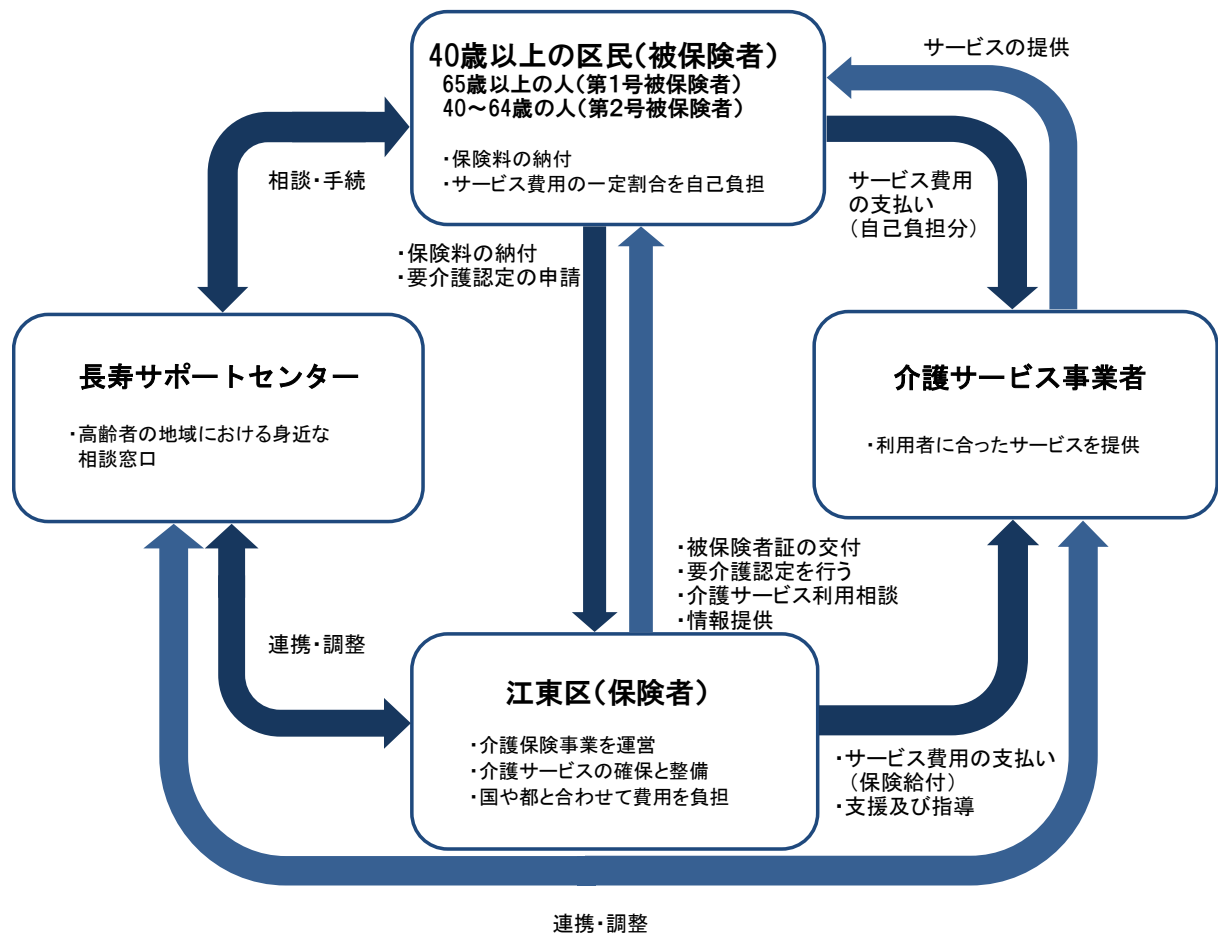 40歳以上の区民(被保険者)
65歳以上の人(第1号被保険者)
40～64歳の人(第2号被保険者)
・保険料の納付
・サービス費用の一定割合を自己負担
サービスの提供
相談・手続
サービス費用
の支払い
(自己負担分)
・保険料の納付
・要介護認定の申請
長寿サポートセンター
・高齢者の地域における身近な
相談窓口
介護サービス事業者
・利用者に合ったサービスを提供
・被保険者証の交付
・要介護認定を行う
・介護サービス利用相談
・情報提供
連携・調整
江東区(保険者)
・介護保険事業を運営
・介護サービスの確保と整備
・国や都と合わせて費用を負担
・サービス費用の支払い
(保険給付)
・支援及び指導
連携・調整